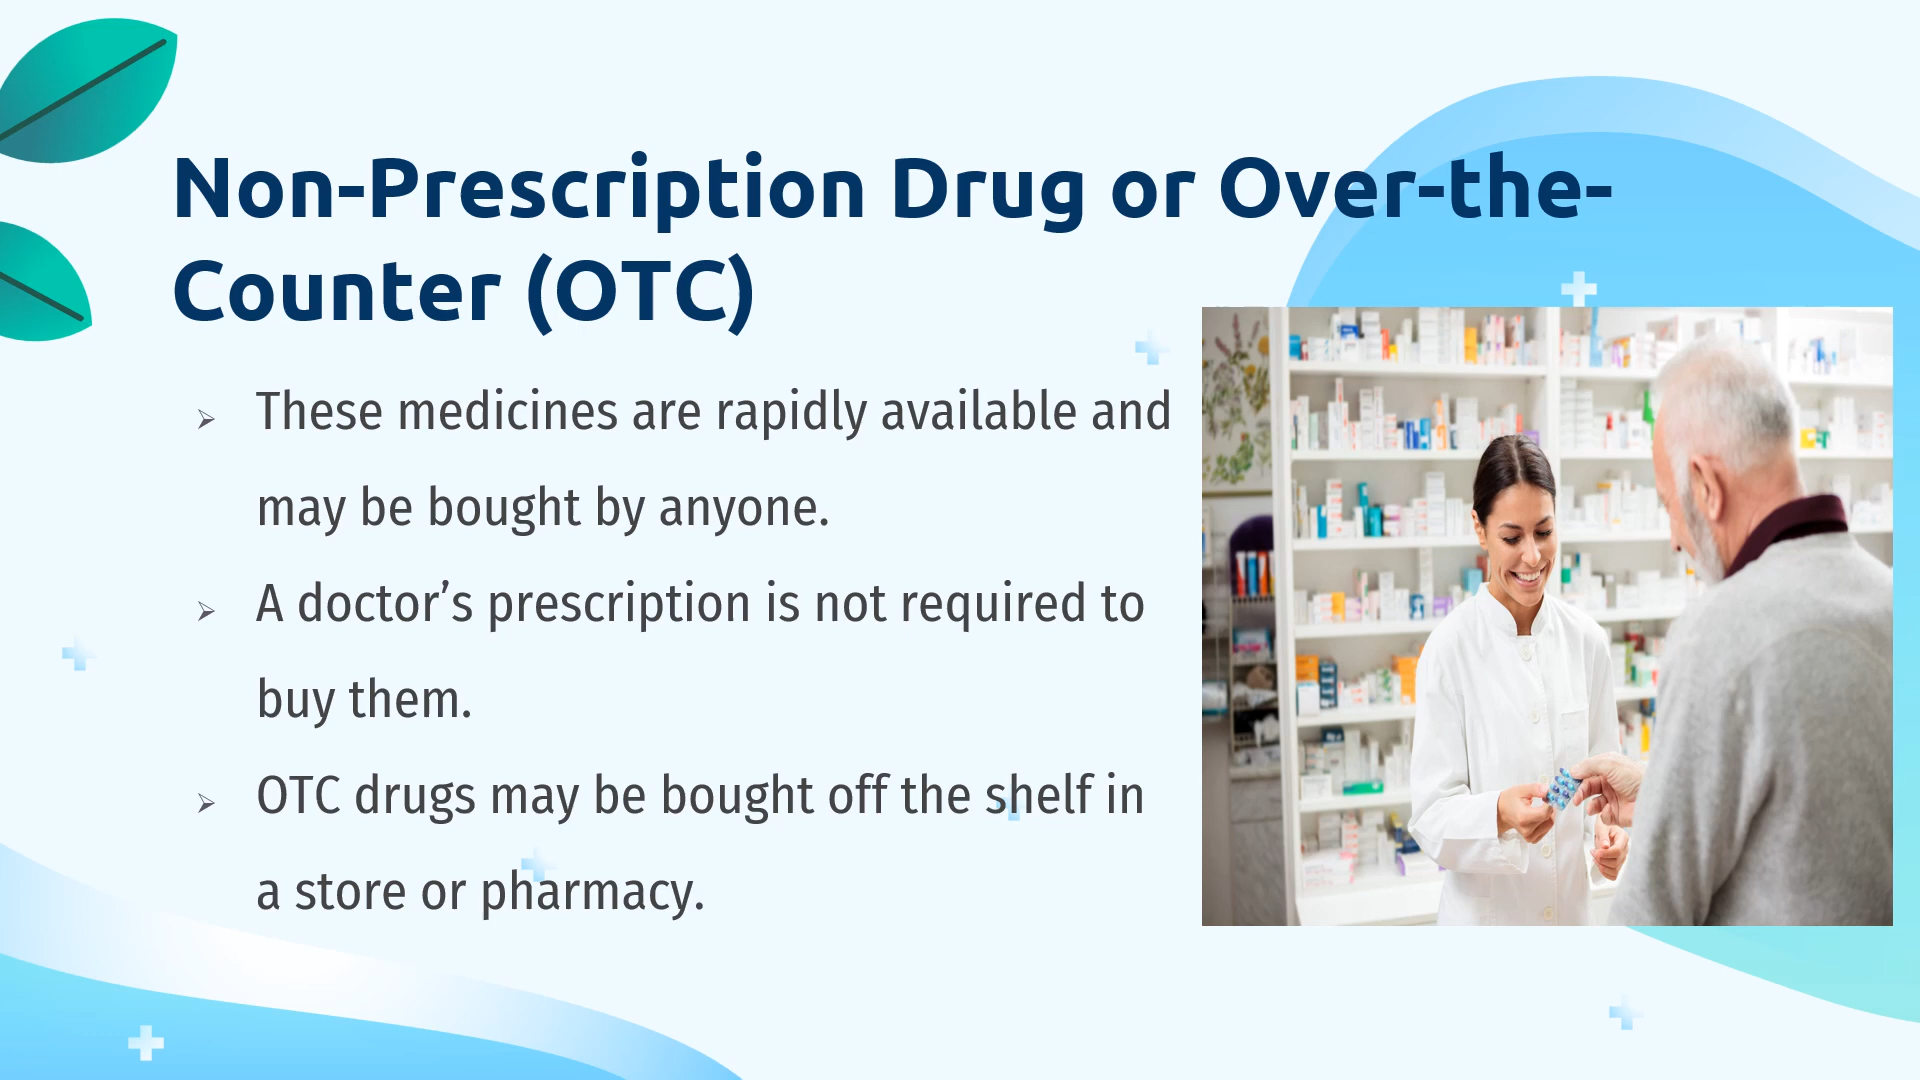 Non-Prescription Drug or Over-the-
Counter (OTC)
➢ These medicines are rapidly available and
may be bought by anyone.
➢ A doctor’s prescription is not required to
buy them.
➢ OTC drugs may be bought off the shelf in
a store or pharmacy.